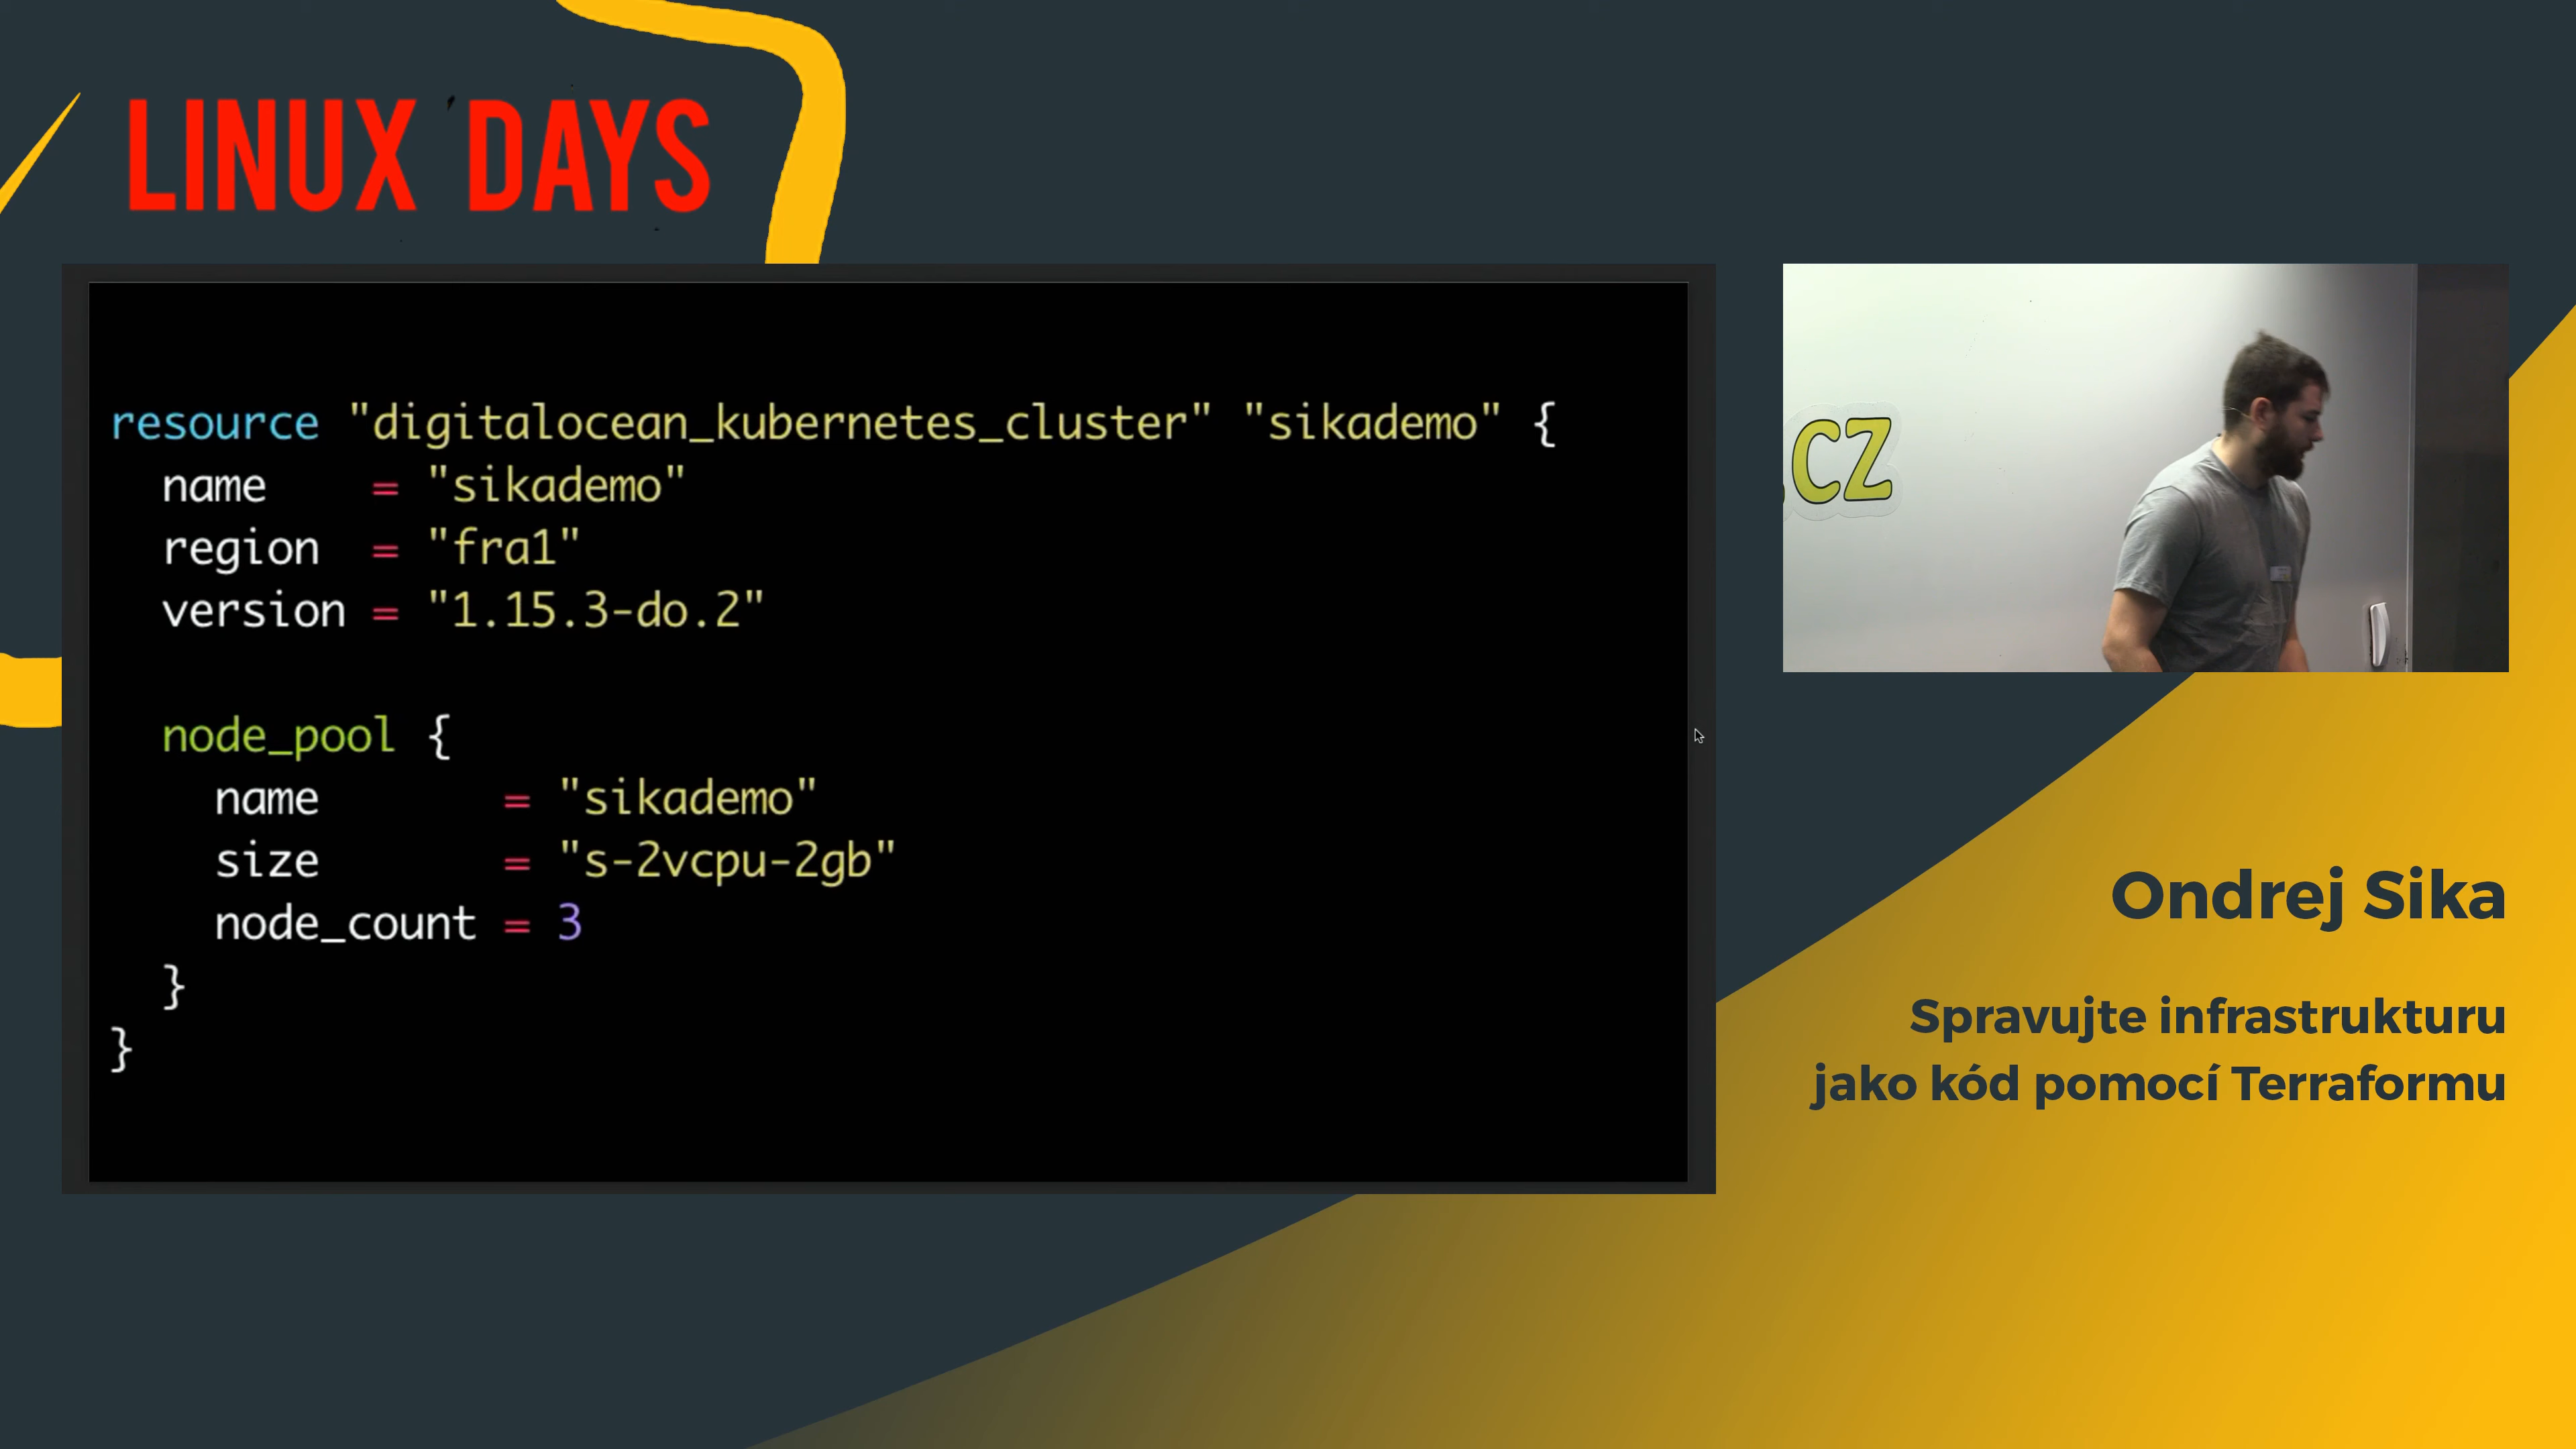 LINUX DAYS
resource "digitalocean_kubernetes_cluster" "sikademo" {
  name    = "sikademo"
  region  = "fra1"
  version = "1.15.3-do.2"
  node_pool {
    name       = "sikademo"
    size       = "s-2vcpu-2gb"
    node_count = 3
  }
}
CZ
Ondrej Sika
Spravujte infrastrukturu
jako kód pomocí Terraformu